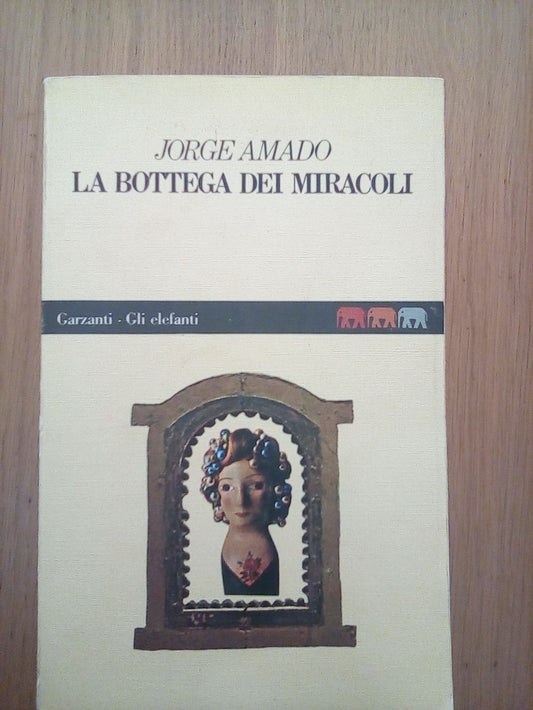 JORGE AMADO
LA BOTTEGA DEI MIRACOLI
Garzanti - Gli elefanti